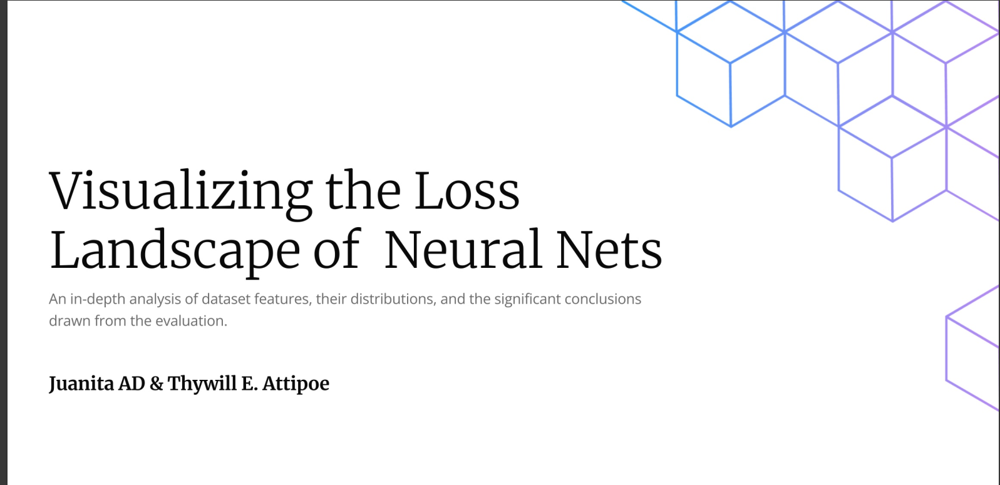 Visualizing the Loss
Landscape of  Neural Nets
An in-depth analysis of dataset features, their distributions, and the significant conclusions
drawn from the evaluation.
Juanita AD & Thywill E. Attipoe